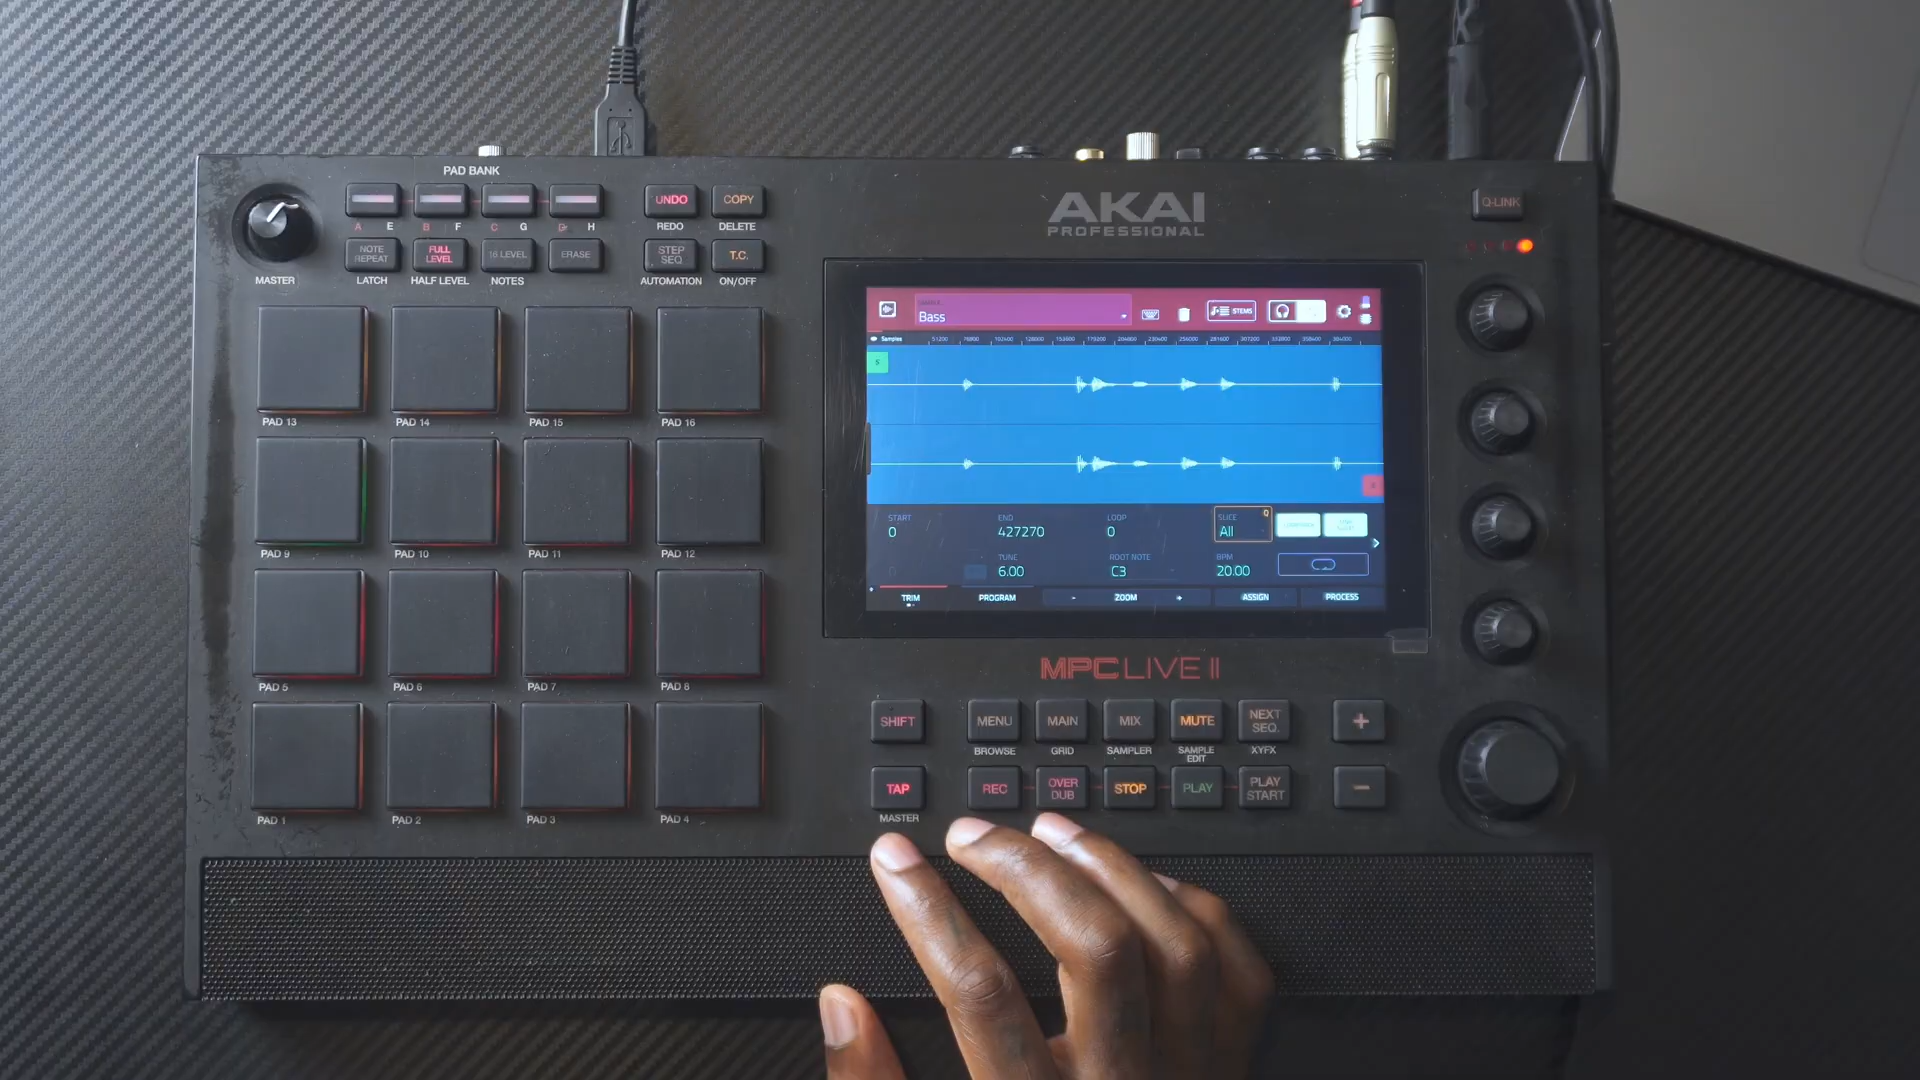 PAD BANK
A E B F C G D H
UNDO
COPY
REDO
DELETE
NOTE
REPEAT
FULL
LEVEL
16 LEVEL
ERASE
STEP
SEQ
T.C.
MASTER
LATCH
HALF LEVEL
NOTES
AUTOMATION
ON/OFF
PAD 13
PAD 14
PAD 15
PAD 16
PAD 9
PAD 10
PAD 11
PAD 12
PAD 5
PAD 6
PAD 7
PAD 8
PAD 1
PAD 2
PAD 3
PAD 4
AKAI
PROFESSIONAL
Q-LINK
Bass
STEMS
Samples
S
START
0
END
427270
LOOP
0
SLICE
All
Q
TUNE
6.00
ROOT NOTE
C3
BPM
20.00
TRIM
PROGRAM
-
ZOOM
+
ASSIGN
PROCESS
MPC LIVE II
SHIFT
MENU
MAIN
MIX
MUTE
NEXT
SEQ.
+
BROWSE
GRID
SAMPLER
SAMPLE
EDIT
XYFX
TAP
REC
OVER
DUB
STOP
PLAY
PLAY
START
-
MASTER